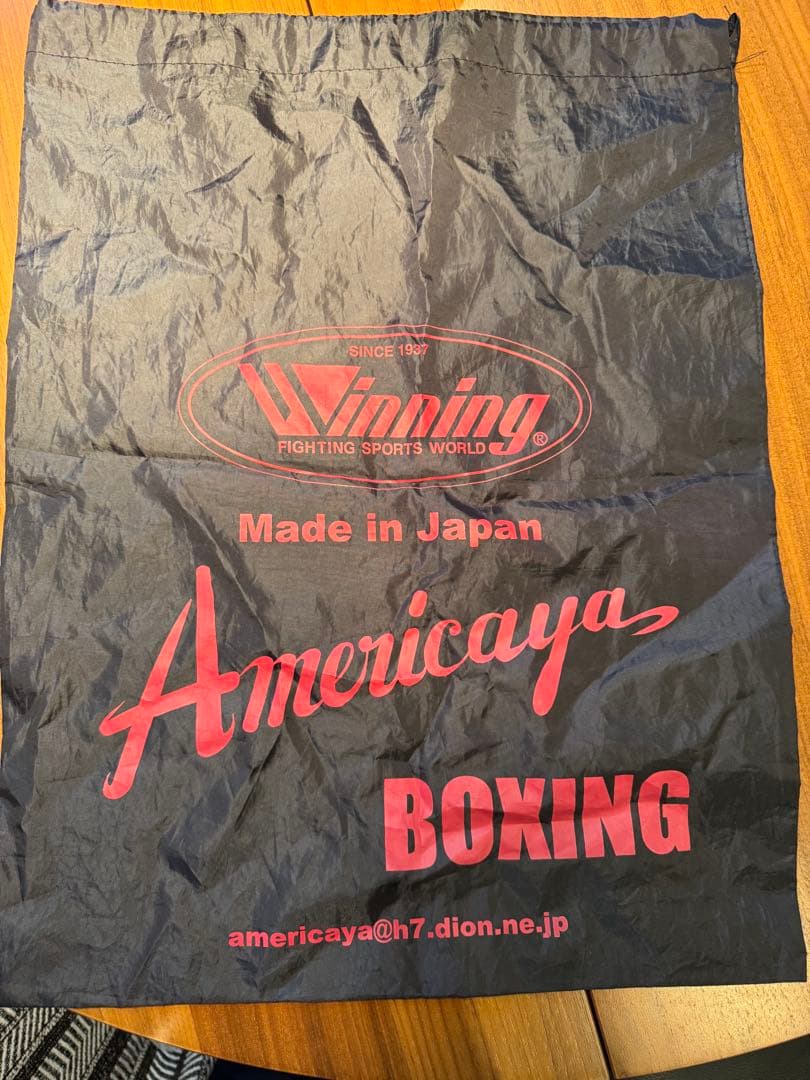 SINCE 1937
Winning®
FIGHTING SPORTS WORLD
Made in Japan
Americaya
BOXING
americaya@h7.dion.ne.jp